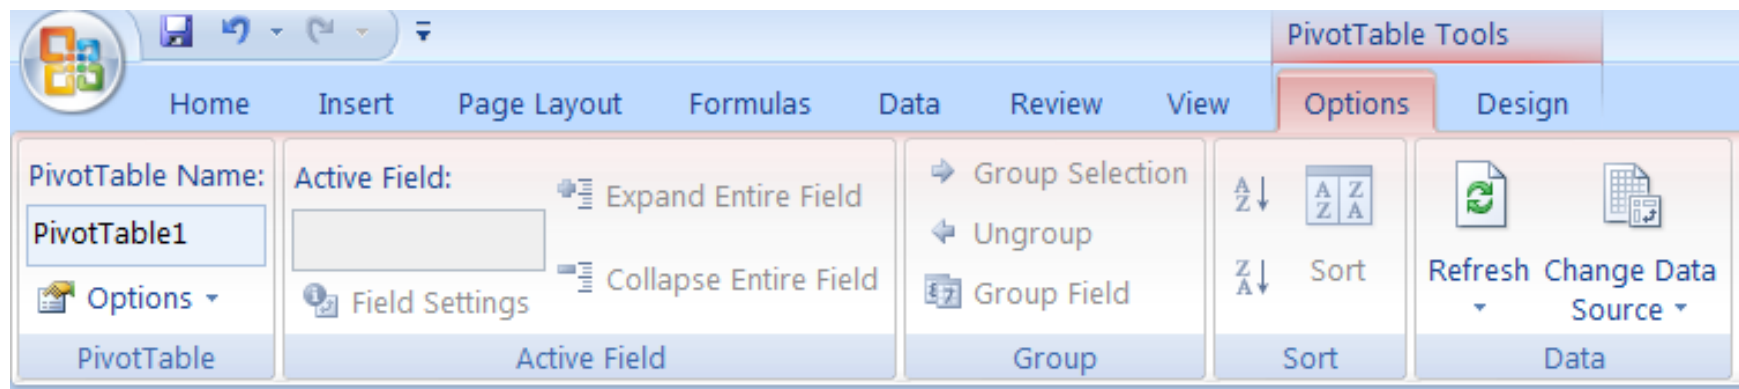 PivotTable Tools
Home Insert Page Layout Formulas Data Review View Options Design
PivotTable Name:
PivotTable1
Options
PivotTable
Active Field:
Field Settings
Expand Entire Field
Collapse Entire Field
Active Field
Group Selection
Ungroup
Group Field
Group
A
Z
Z
A
A Z
Z A
Sort
Sort
Refresh
Change Data
Source
Data